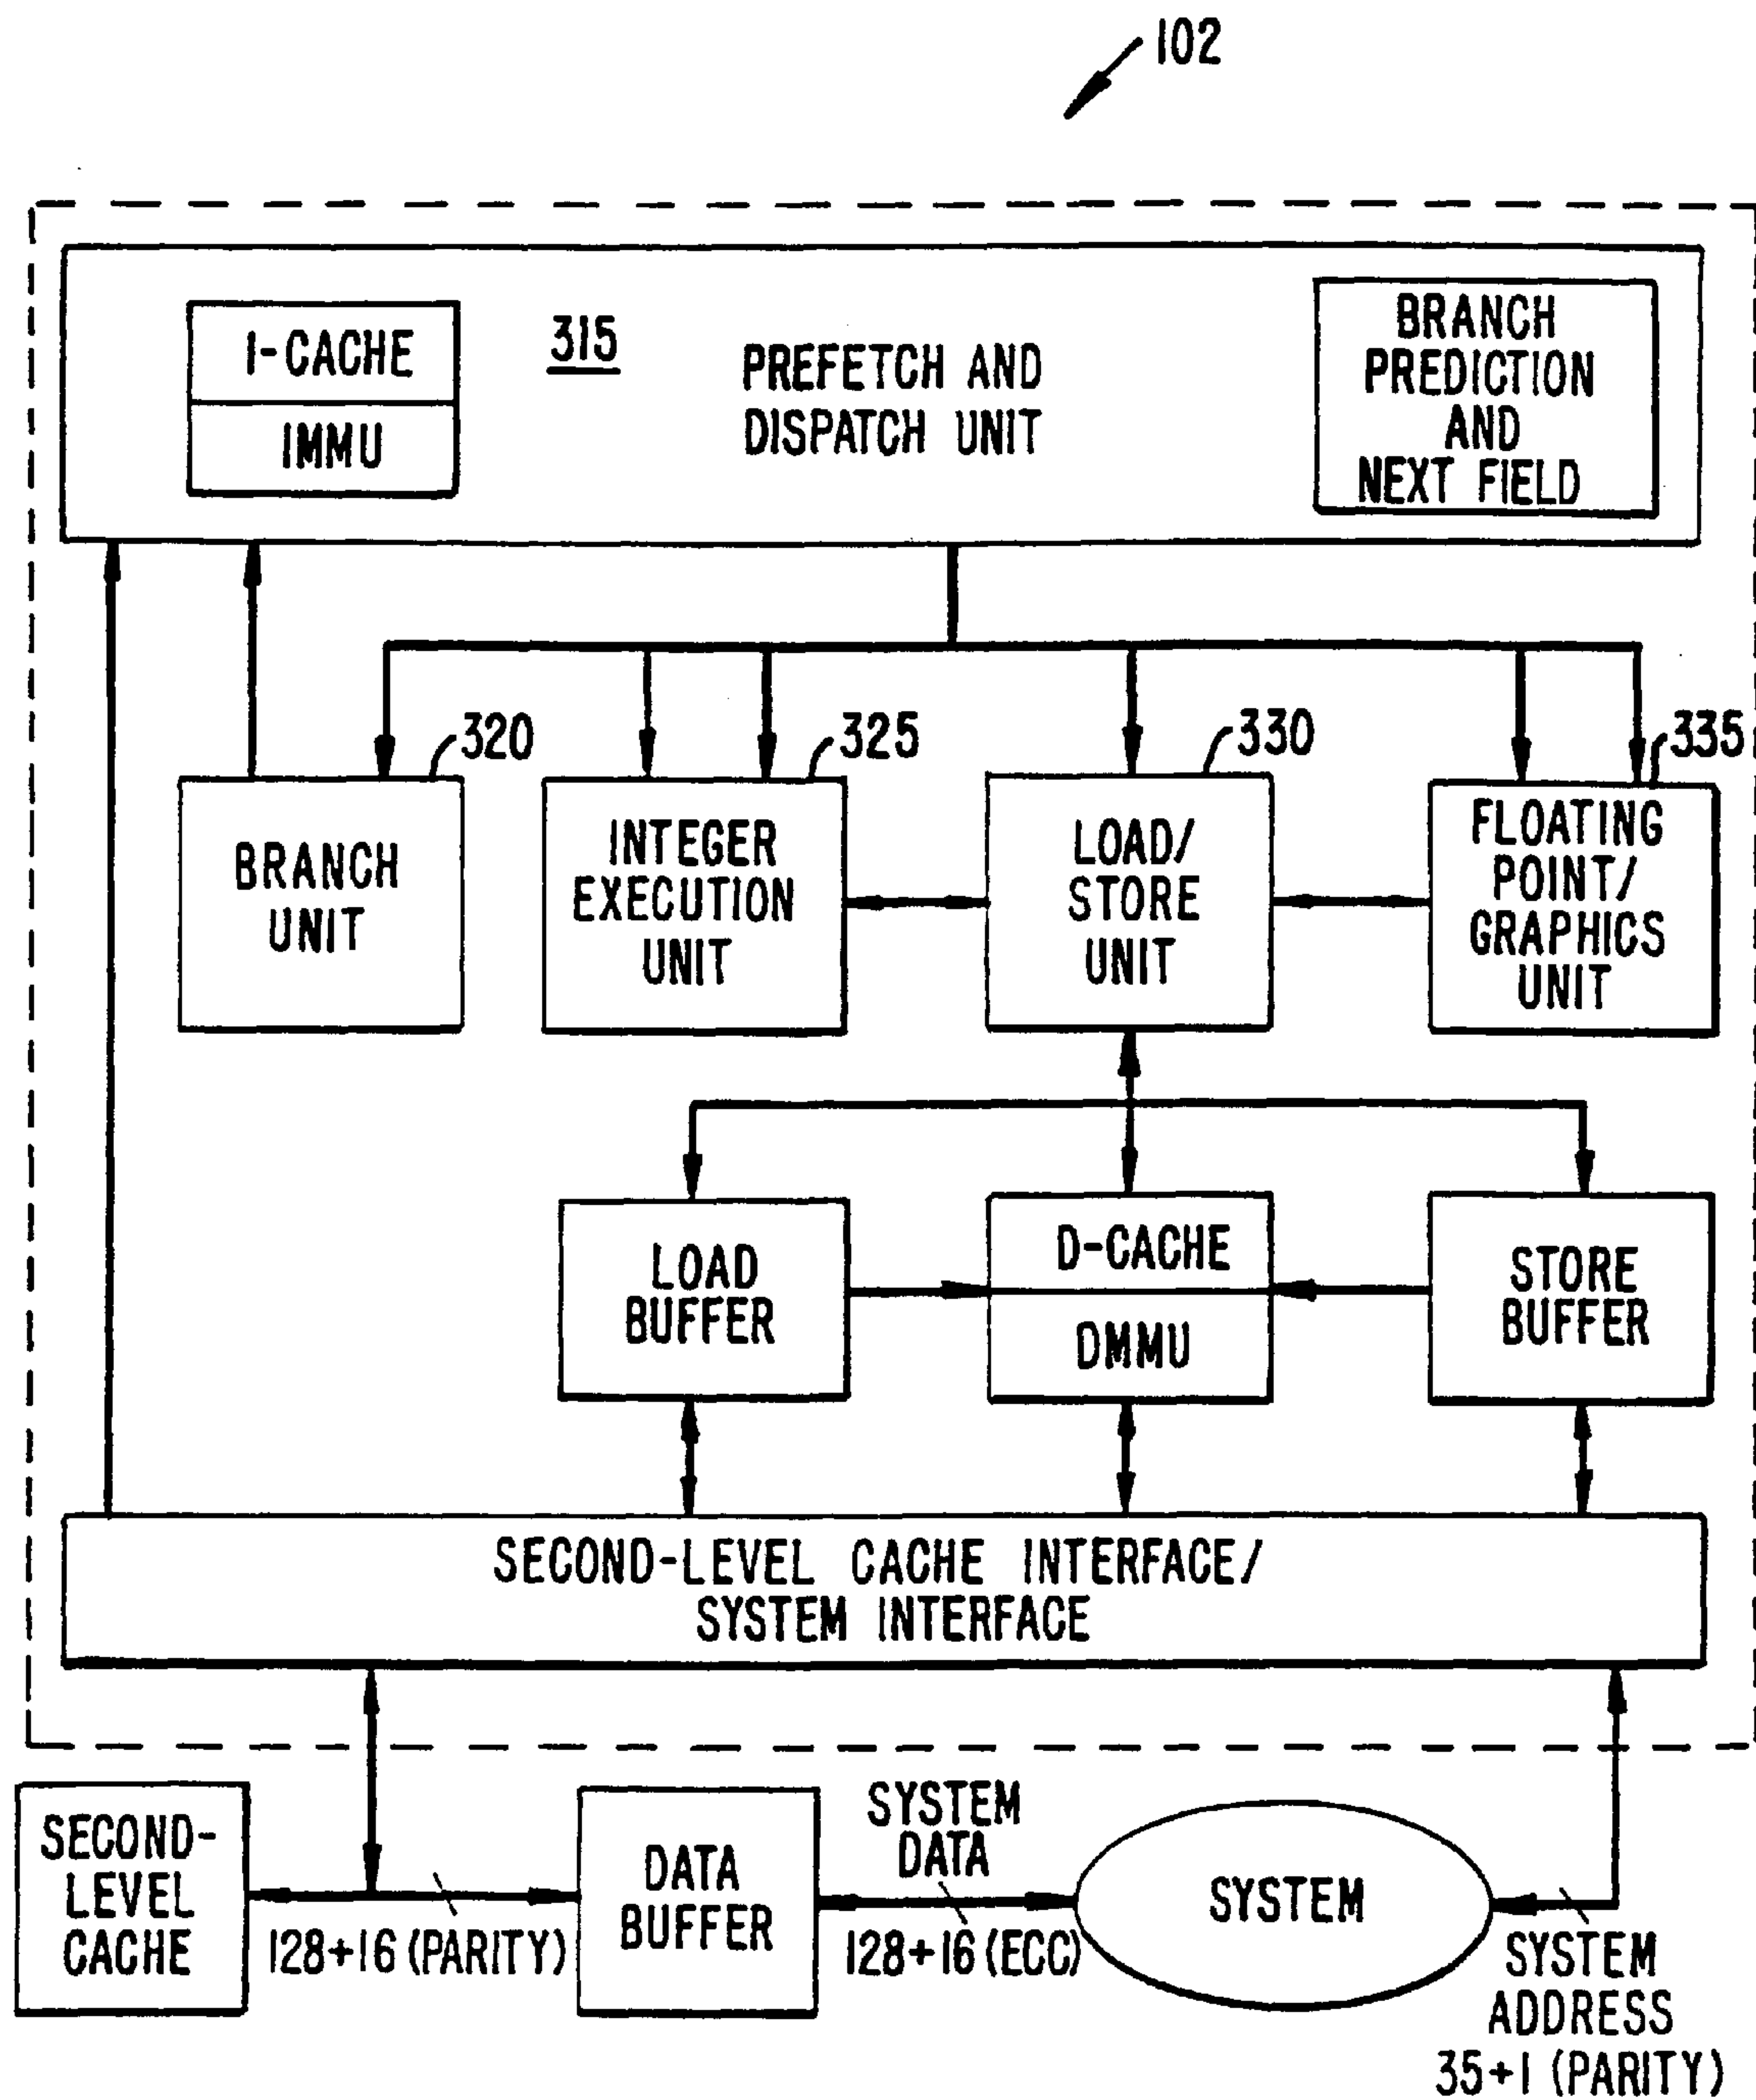 102
I-CACHE
IMMU
315
PREFETCH AND
DISPATCH UNIT
BRANCH
PREDICTION
AND
NEXT FIELD
320
325
330
335
BRANCH
UNIT
INTEGER
EXECUTION
UNIT
LOAD/
STORE
UNIT
FLOATING
POINT/
GRAPHICS
UNIT
LOAD
BUFFER
D-CACHE
DMMU
STORE
BUFFER
SECOND-LEVEL CACHE INTERFACE/
SYSTEM INTERFACE
SECOND-
LEVEL
CACHE
128+16 (PARITY)
DATA
BUFFER
SYSTEM
DATA
128+16 (ECC)
SYSTEM
SYSTEM
ADDRESS
35+1 (PARITY)